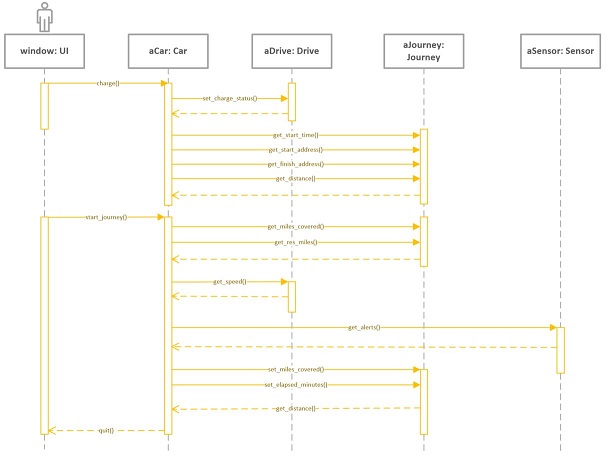 window: UI
aCar: Car
aDrive: Drive
aJourney:
Journey
aSensor: Sensor
charge()
set_charge_status()
get_start_time()
get_start_address()
get_finish_address()
get_distance()
start_journey()
get_miles_covered()
get_res_miles()
get_speed()
get_alerts()
set_miles_covered()
set_elapsed_minutes()
get_distance()
quit()